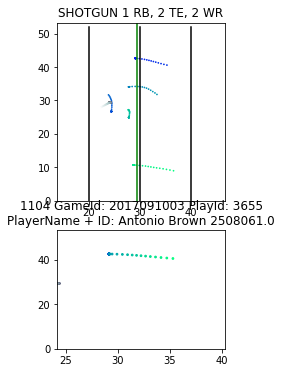 SHOTGUN 1 RB, 2 TE, 2 WR
50
40
30
20
10
0
20 30 40
1104 GameId: 2017091003 PlayId: 3655
PlayerName + ID: Antonio Brown 2508061.0
40
20
0
25 30 35 40